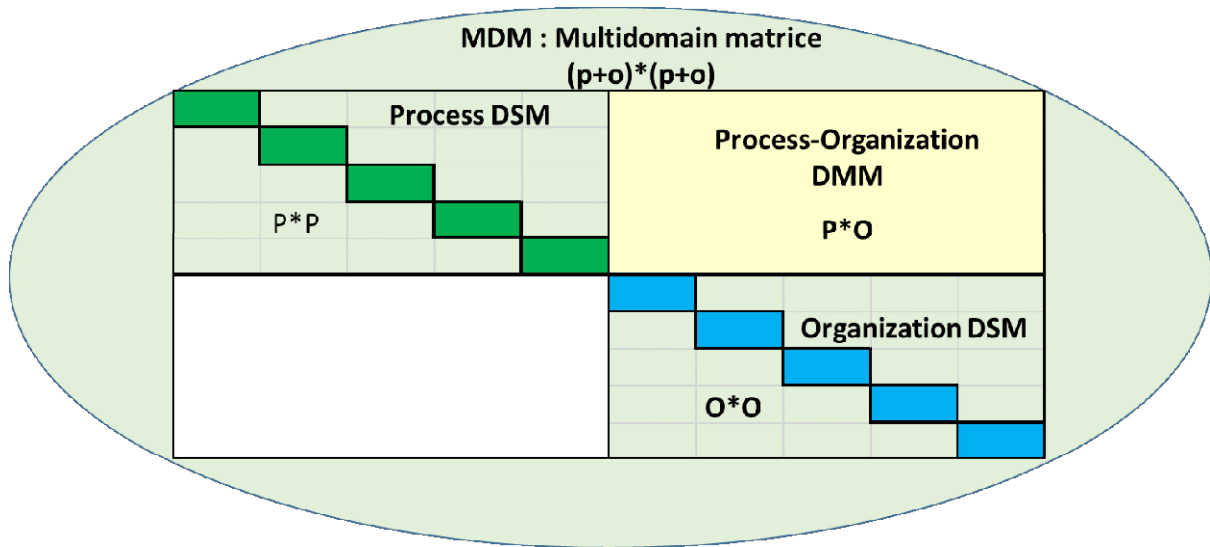 MDM : Multidomain matrice
(p+o)*(p+o)
Process DSM
P*P
Process-Organization
DMM
P*O
Organization DSM
O*O